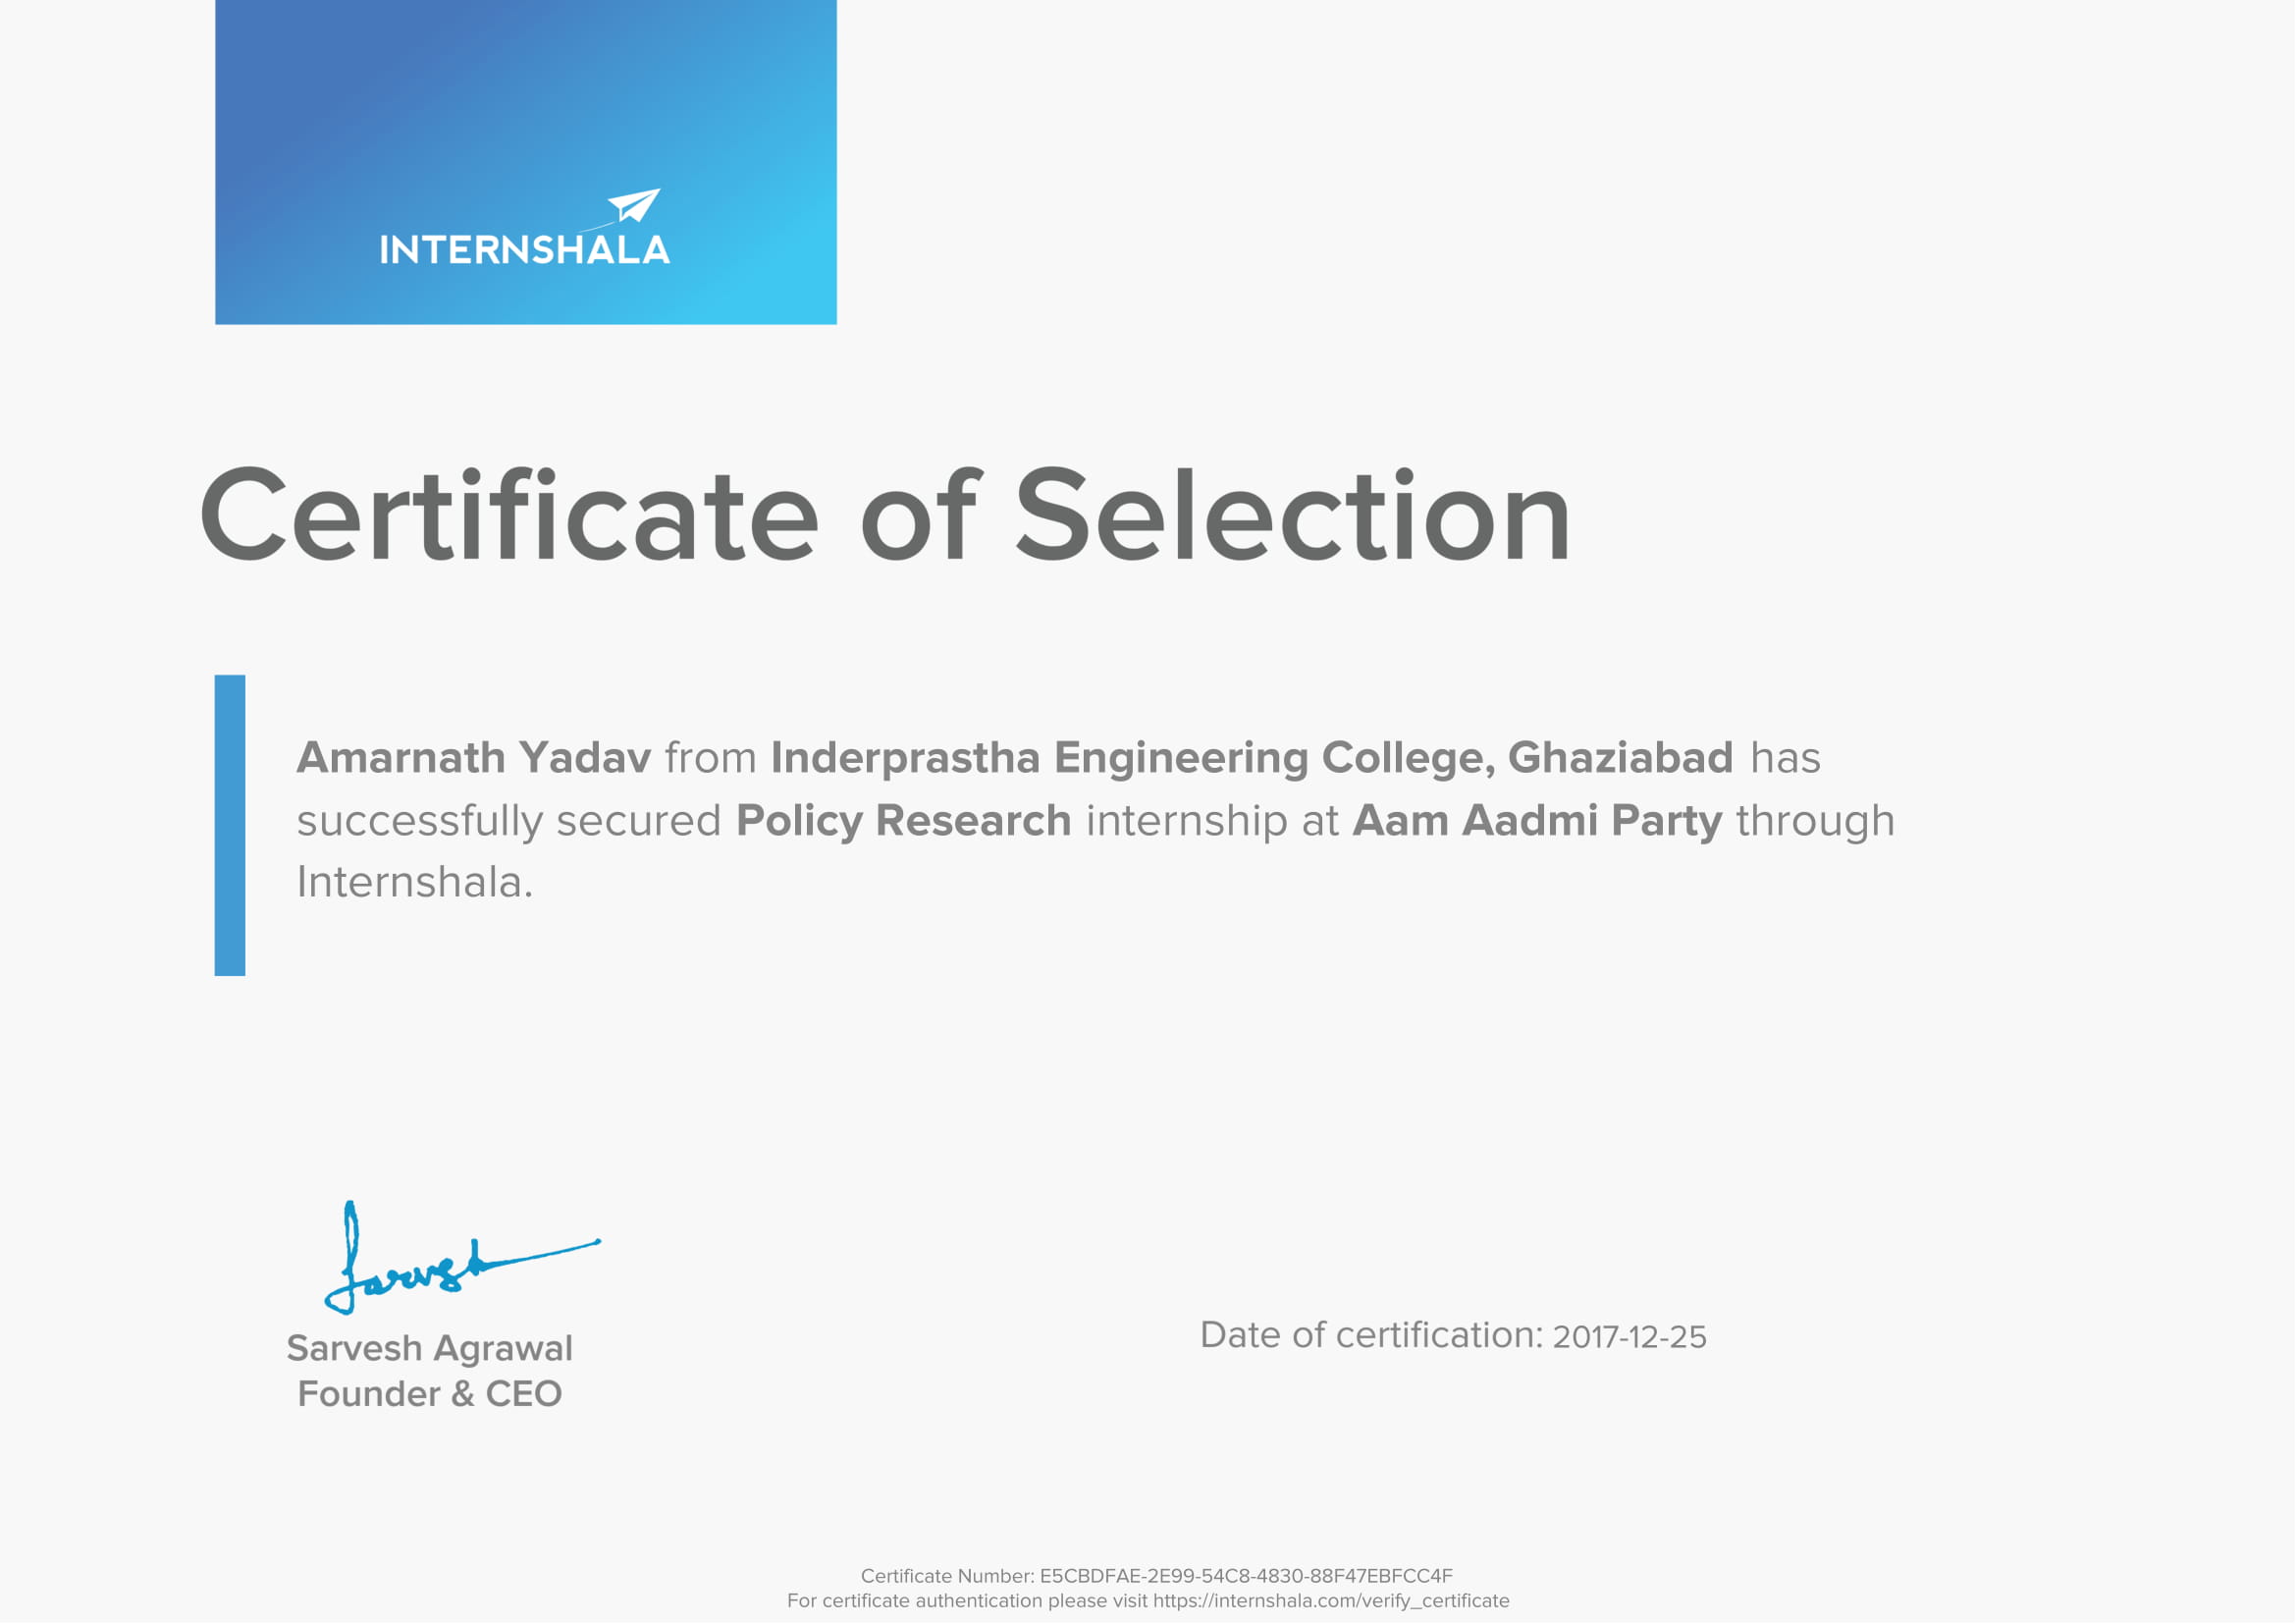 INTERNSHALA
Certificate of Selection
Amarnath Yadav from Inderprastha Engineering College, Ghaziabad has
successfully secured Policy Research internship at Aam Aadmi Party through
Internshala.
Sarvesh
Sarvesh Agrawal
Founder & CEO
Date of certification: 2017-12-25
Certificate Number: E5CBDFAE-2E99-54C8-4830-88F47EBFCC4F
For certificate authentication please visit https://internshala.com/verify_certificate